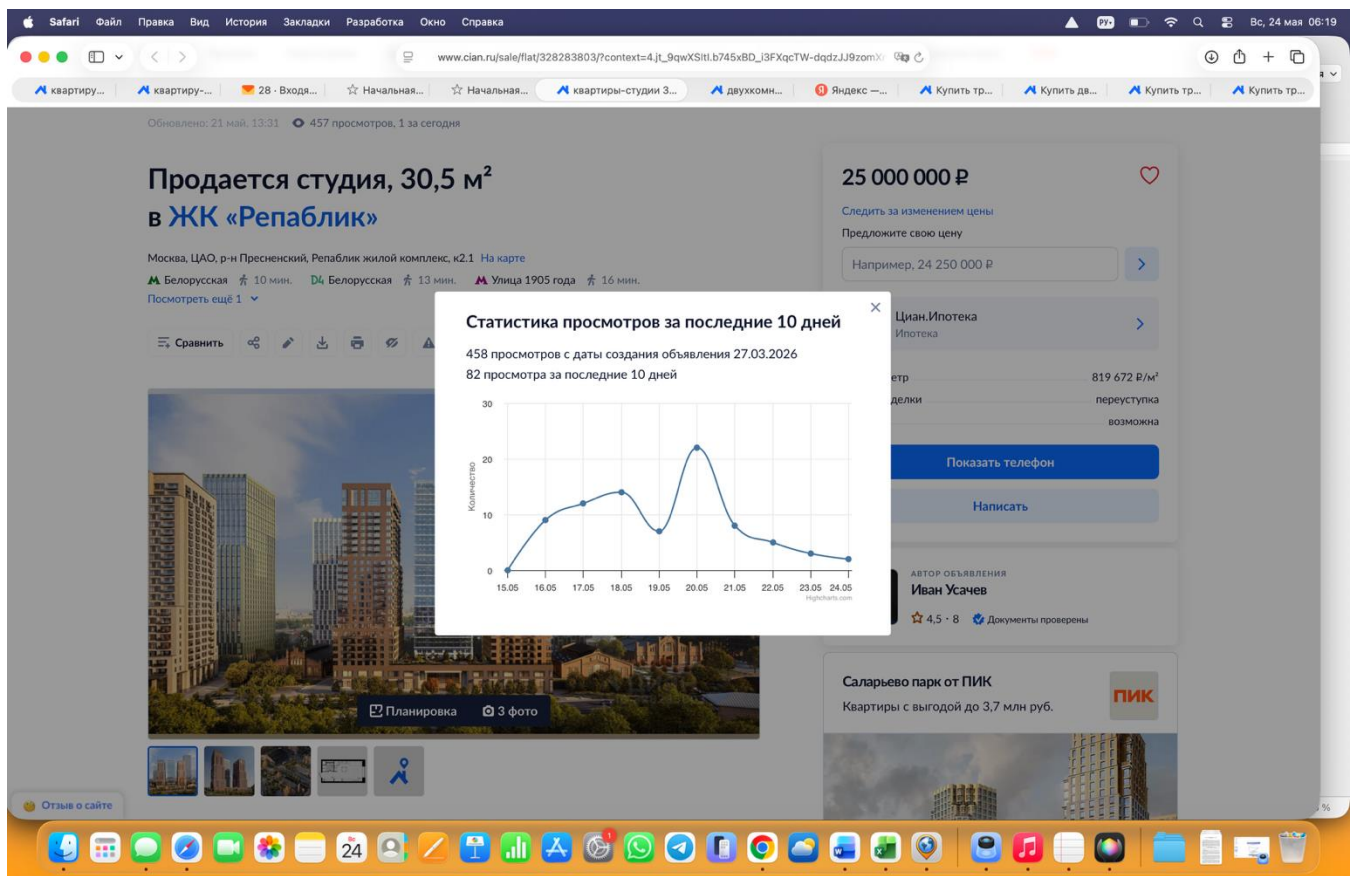 Safari Файл Правка Вид История Закладки Разработка Окно Справка
РУ Вс, 24 мая 06:19
www.cian.ru/sale/flat/328283803/?context=
квартиру... квартиру-... 28 · Входя... Начальная... Начальная... квартиры-студии 3... двухкомн... Яндекс —... Купить тр... Купить дв... Купить тр... Купить тр...
Обновлено: 21 май, 13:31 457 просмотров, 1 за сегодня
Продается студия, 30,5 м²
в ЖК «Репаблик»
Москва, ЦАО, р-н Пресненский, Репаблик жилой комплекс, к2.1 На карте
Белорусская 10 мин. D4 Белорусская 13 мин. Улица 1905 года 16 мин.
Посмотреть ещё 1
Сравнить
Статистика просмотров за последние 10 дней
458 просмотров с даты создания объявления 27.03.2026
82 просмотра за последние 10 дней
Количество
30
20
10
0
15.05 16.05 17.05 18.05 19.05 20.05 21.05 22.05 23.05 24.05
Highcharts.com
Планировка 3 фото
25 000 000 ₽
Следить за изменением цены
Предложите свою цену
Например, 24 250 000 ₽
Циан.Ипотека
Ипотека
етр 819 672 ₽/м²
делки переуступка
возможна
Показать телефон
Написать
АВТОР ОБЪЯВЛЕНИЯ
Иван Усачев
4,5 · 8 Документы проверены
Саларьево парк от ПИК
Квартиры с выгодой до 3,7 млн руб.
ПИК
Отзыв о сайте
%
24
1